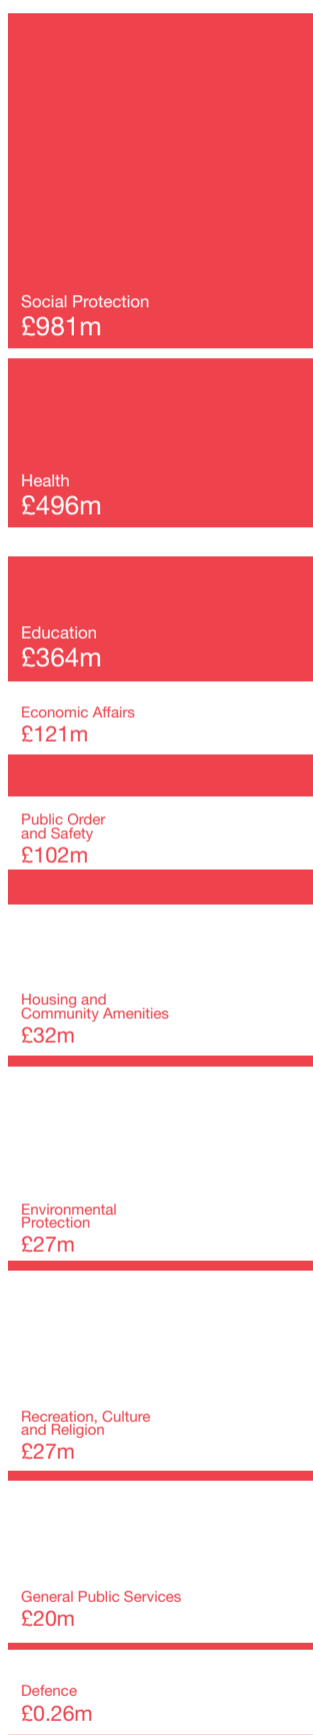 Social Protection
£981m
Health
£496m
Education
£364m
Economic Affairs
£121m
Public Order
and Safety
£102m
Housing and
Community Amenities
£32m
Environmental
Protection
£27m
Recreation, Culture
and Religion
£27m
General Public Services
£20m
Defence
£0.26m